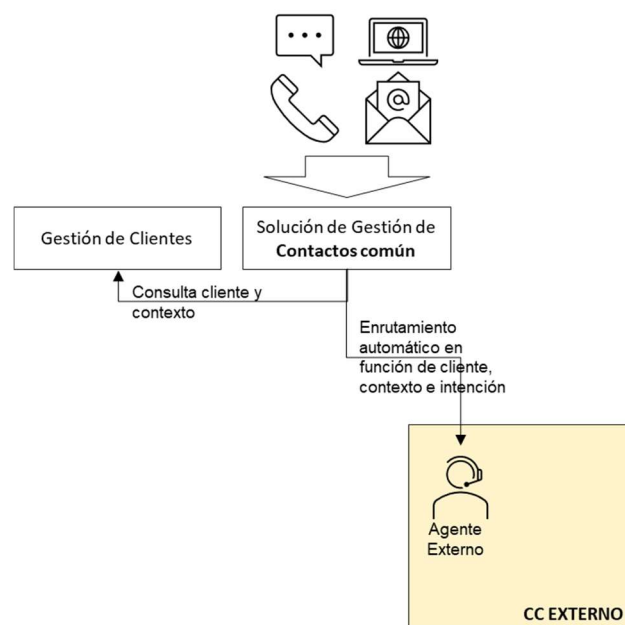 @
Gestión de Clientes
Solución de Gestión de
Contactos común
Consulta cliente y
contexto
Enrutamiento
automático en
función de cliente,
contexto e intención
Agente
Externo
CC EXTERNO